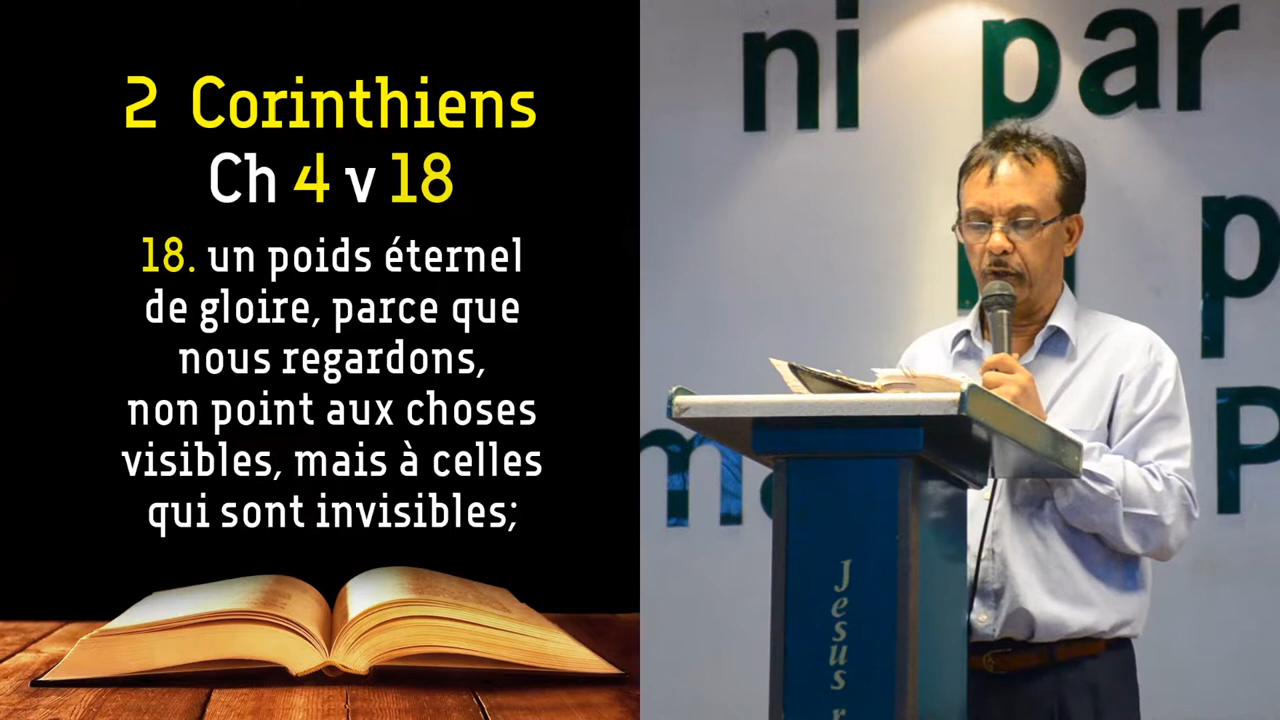 2 Corinthiens
Ch 4 v 18
18. un poids éternel
de gloire, parce que
nous regardons,
non point aux choses
visibles, mais à celles
qui sont invisibles;
ni par
p
P
Jesus